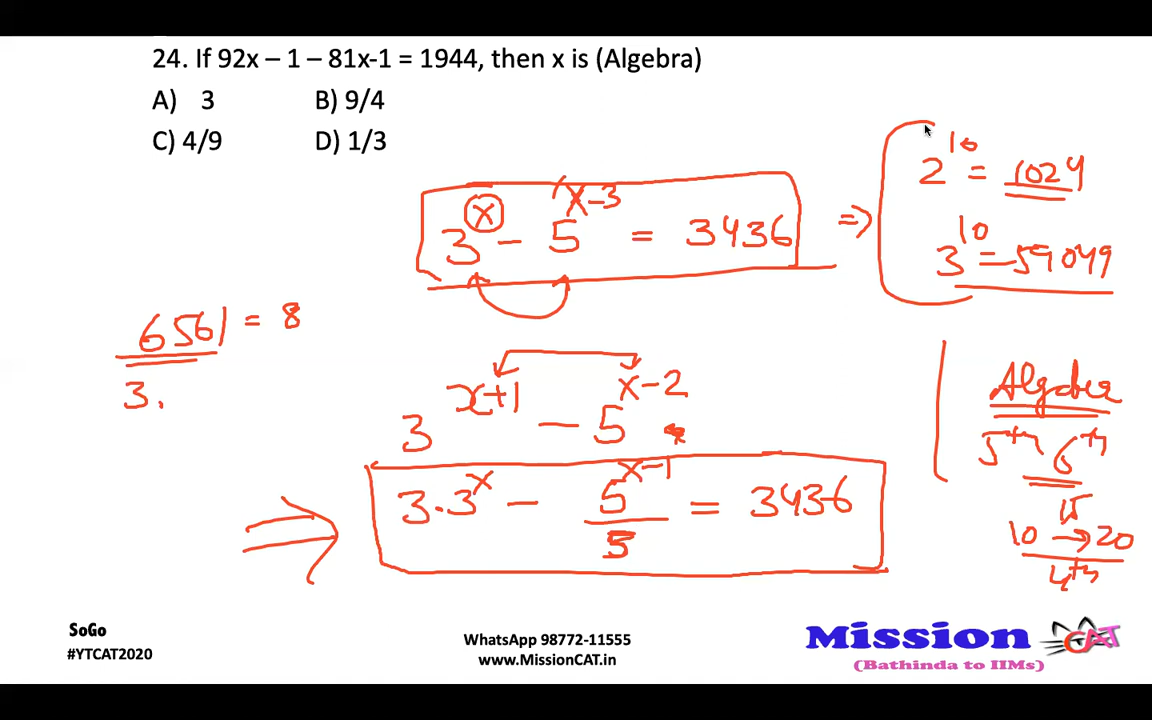 24. If 92x – 1 – 81x-1 = 1944, then x is (Algebra)
A) 3 B) 9/4
C) 4/9 D) 1/3
2^10 = 1024
3^x - 5^x-3 = 3436 ⇒
3^10 = 59049
6561 = 8
3.
3^x+1 - 5^x-2
Algebra
5th 6th
⇒ 3.3^x - 5^x-1/5 = 3436
15
10 → 20
4th
SoGo
#YTCAT2020
WhatsApp 98772-11555
www.MissionCAT.in
Mission CAT
(Bathinda to IIMs)